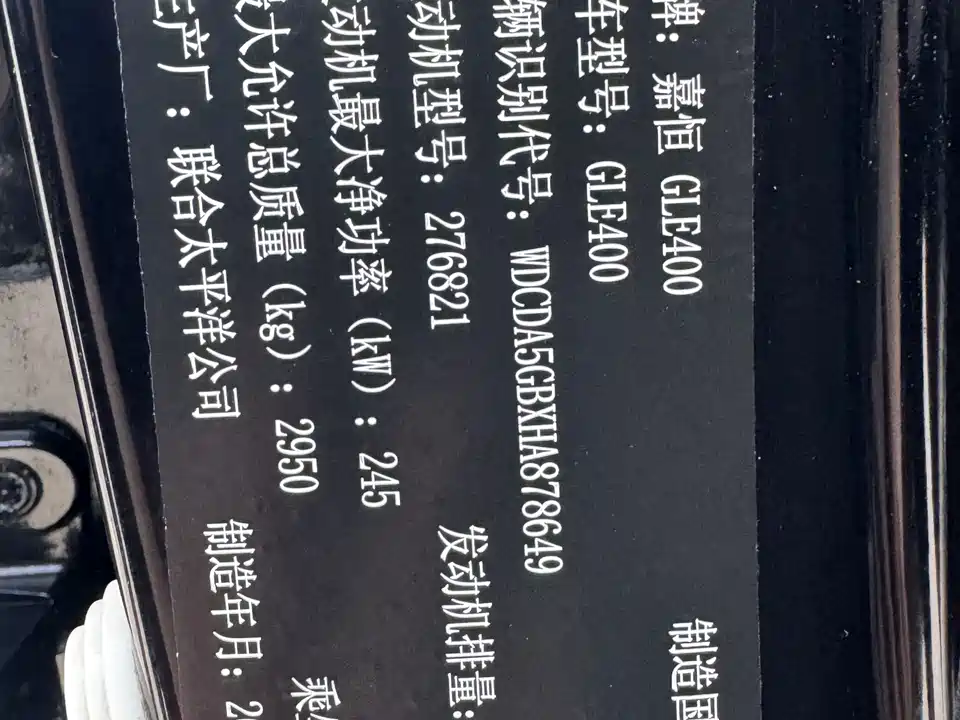 牌: 嘉恒 GLE400 制造国
车型号: GLE400
辆识别代号: WDCDA5GBXHA878649
动机型号: 276821 发动机排量:
动机最大净功率 (kW) : 245
大允许总质量 (kg) : 2950 乘
生产厂 : 联合太平洋公司 制造年月: 20